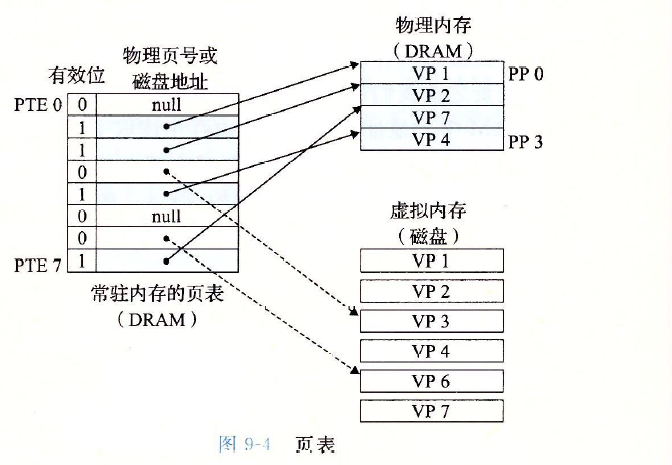 物理页号或
有效位 磁盘地址
PTE 0 0 null
1
1
0
1
0 null
0
PTE 7 1
常驻内存的页表
(DRAM)
物理内存
(DRAM)
VP 1 PP 0
VP 2
VP 7
VP 4 PP 3
虚拟内存
(磁盘)
VP 1
VP 2
VP 3
VP 4
VP 6
VP 7
图 9-4 页表